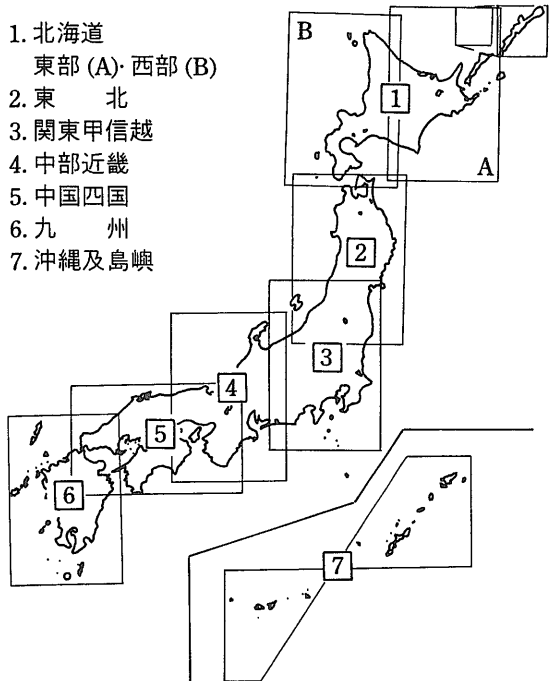 1. 北海道
東部 (A)· 西部 (B)
2. 東　　北
3. 関東甲信越
4. 中部近畿
5. 中国四国
6. 九　　州
7. 沖縄及島嶼
B
1
A
2
3
4
5
6
7